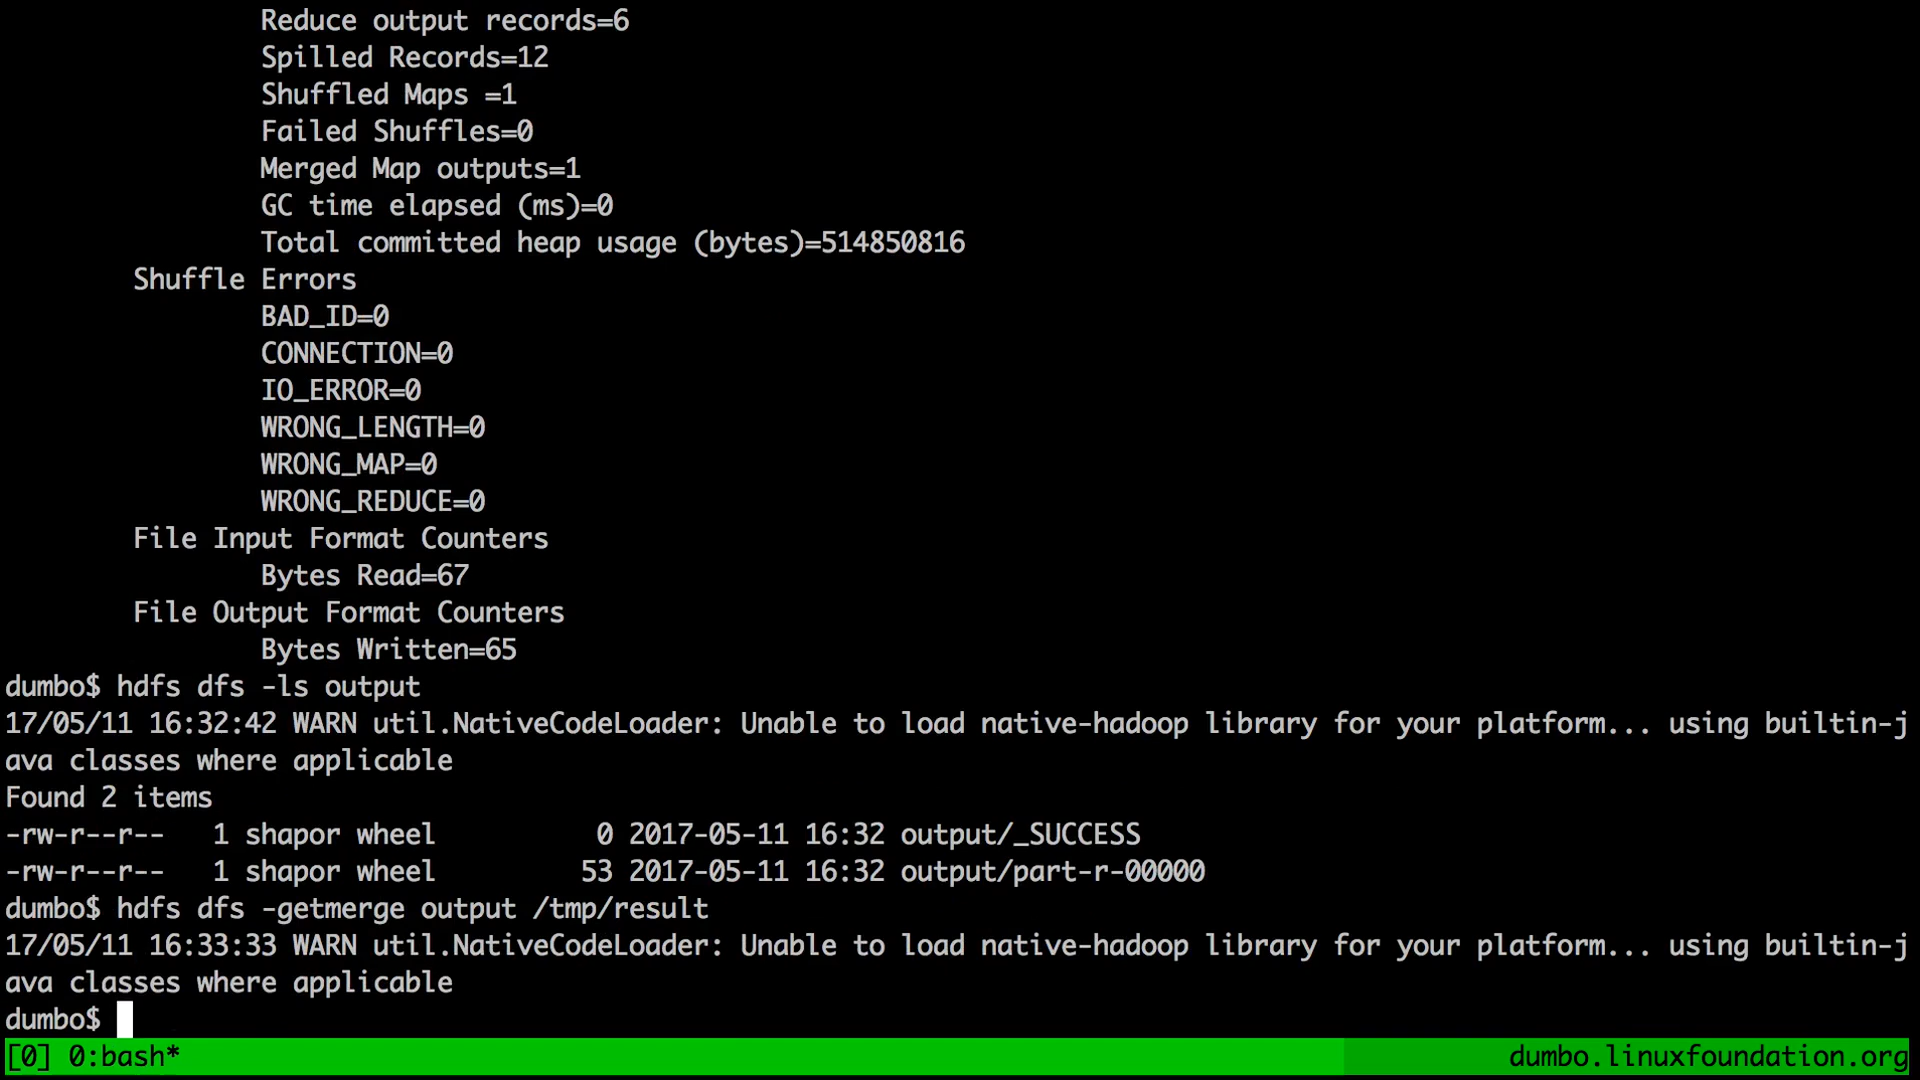 Reduce output records=6
Spilled Records=12
Shuffled Maps =1
Failed Shuffles=0
Merged Map outputs=1
GC time elapsed (ms)=0
Total committed heap usage (bytes)=514850816
Shuffle Errors
BAD_ID=0
CONNECTION=0
IO_ERROR=0
WRONG_LENGTH=0
WRONG_MAP=0
WRONG_REDUCE=0
File Input Format Counters
Bytes Read=67
File Output Format Counters
Bytes Written=65
dumbo$ hdfs dfs -ls output
17/05/11 16:32:42 WARN util.NativeCodeLoader: Unable to load native-hadoop library for your platform... using builtin-j
ava classes where applicable
Found 2 items
-rw-r--r--   1 shapor wheel          0 2017-05-11 16:32 output/_SUCCESS
-rw-r--r--   1 shapor wheel         53 2017-05-11 16:32 output/part-r-00000
dumbo$ hdfs dfs -getmerge output /tmp/result
17/05/11 16:33:33 WARN util.NativeCodeLoader: Unable to load native-hadoop library for your platform... using builtin-j
ava classes where applicable
dumbo$
[0] 0:bash* dumbo.linuxfoundation.org